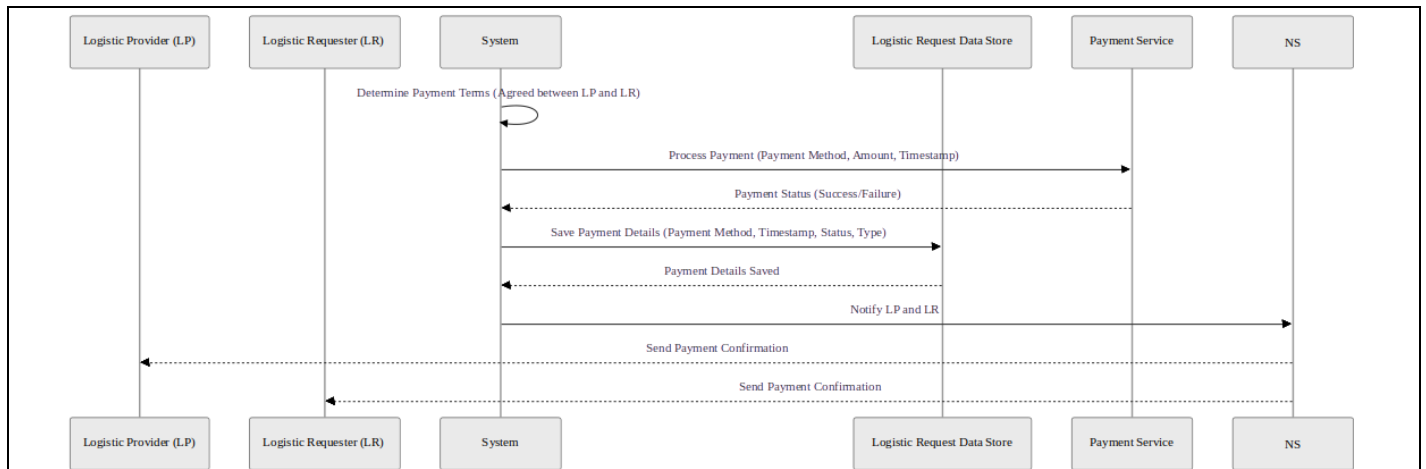 Logistic Provider (LP)
Logistic Requester (LR)
System
Logistic Request Data Store
Payment Service
NS
Determine Payment Terms (Agreed between LP and LR)
Process Payment (Payment Method, Amount, Timestamp)
Payment Status (Success/Failure)
Save Payment Details (Payment Method, Timestamp, Status, Type)
Payment Details Saved
Notify LP and LR
Send Payment Confirmation
Send Payment Confirmation
Logistic Provider (LP)
Logistic Requester (LR)
System
Logistic Request Data Store
Payment Service
NS